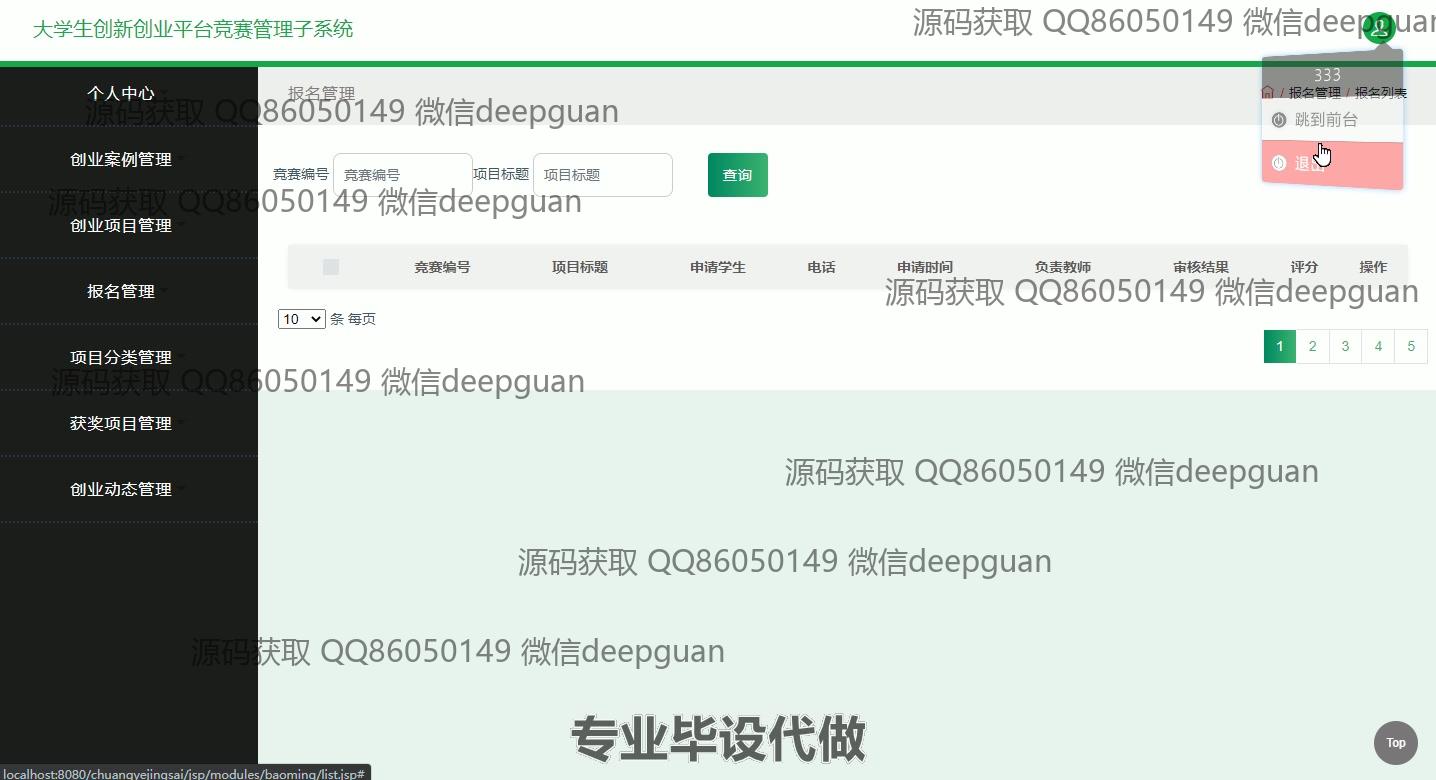 大学生创新创业平台竞赛管理子系统
源码获取 QQ86050149 微信deepguan
333
个人中心
报名管理
/ 报名管理 / 报名列表
源码获取 QQ86050149 微信deepguan
跳到前台
创业案例管理
退出
竞赛编号 竞赛编号 项目标题 项目标题 查询
源码获取 QQ86050149 微信deepguan
创业项目管理
竞赛编号 项目标题 申请学生 电话 申请时间 负责教师 审核结果 评分 操作
报名管理
源码获取 QQ86050149 微信deepguan
10 条 每页
1 2 3 4 5
项目分类管理
源码获取 QQ86050149 微信deepguan
获奖项目管理
源码获取 QQ86050149 微信deepguan
创业动态管理
源码获取 QQ86050149 微信deepguan
源码获取 QQ86050149 微信deepguan
专业毕设代做
Top
localhost:8080/chuangyejingsai/jsp/modules/baoming/list.jsp#